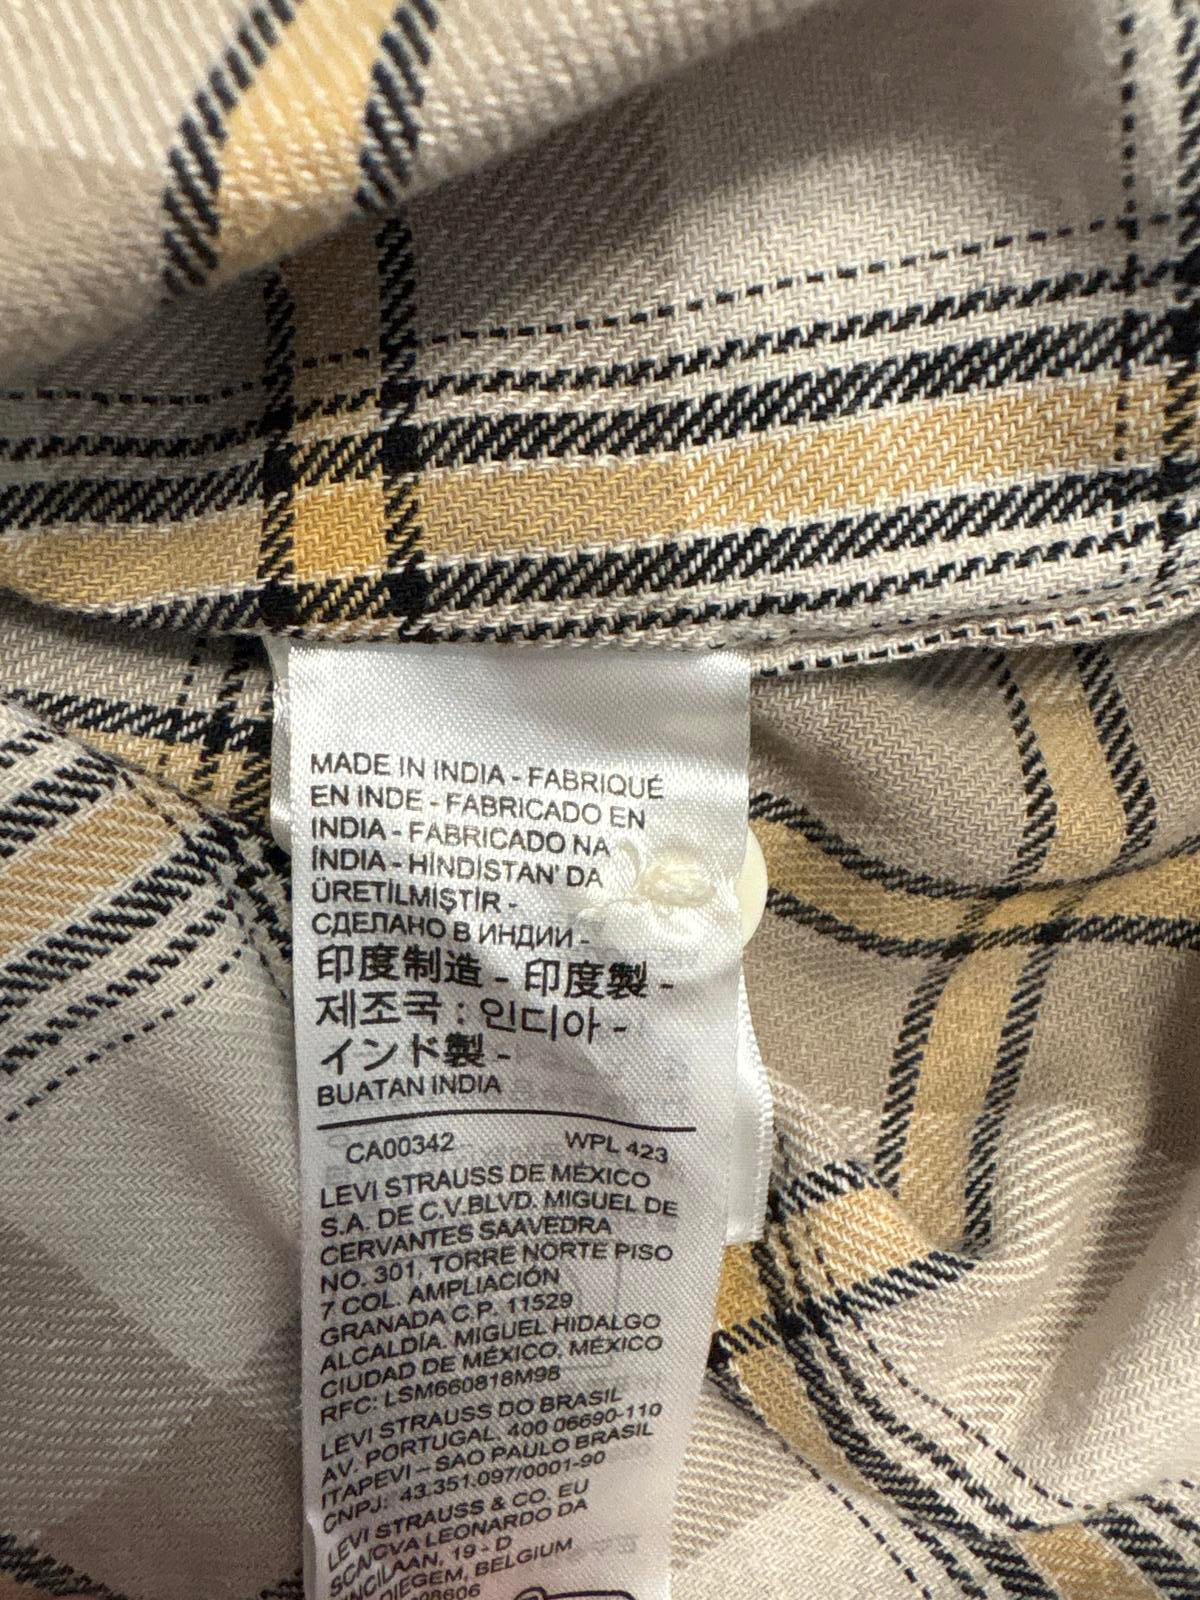 MADE IN INDIA - FABRIQUÉ
EN INDE - FABRICADO EN
INDIA - FABRICADO NA
ÍNDIA - HİNDİSTAN' DA
ÜRETİLMİŞTİR -
СДЕЛАНО В ИНДИИ -
印度制造 - 印度製 -
제조국 : 인디아 -
インド製 -
BUATAN INDIA
CA00342 WPL 423
LEVI STRAUSS DE MÉXICO
S.A. DE C.V.BLVD. MIGUEL DE
CERVANTES SAAVEDRA
NO. 301, TORRE NORTE PISO
7 COL. AMPLIACIÓN
GRANADA C.P. 11529
ALCALDÍA. MIGUEL HIDALGO
CIUDAD DE MÉXICO. MÉXICO
RFC: LSM660818M98
LEVI STRAUSS DO BRASIL
AV. PORTUGAL. 400 06690-110
ITAPEVI – SAO PAULO BRASIL
CNPJ: 43.351.097/0001-90
LEVI STRAUSS & CO. EU
SCA/CVA LEONARDO DA
19 - D
DIEGEM, BELGIUM